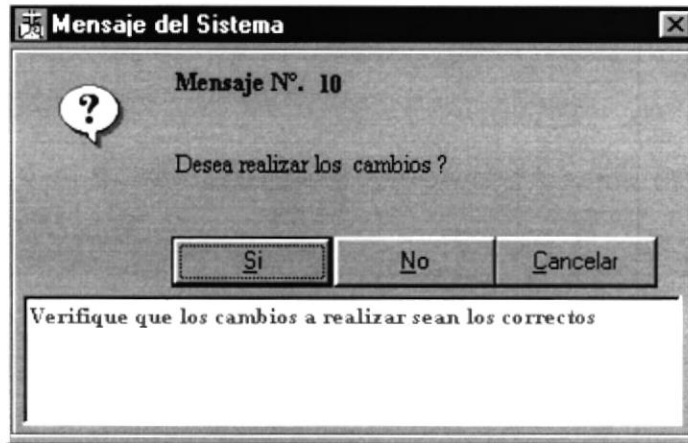 Mensaje del Sistema
Mensaje Nº. 10
?
Desea realizar los cambios ?
Si
No
Cancelar
Verifique que los cambios a realizar sean los correctos